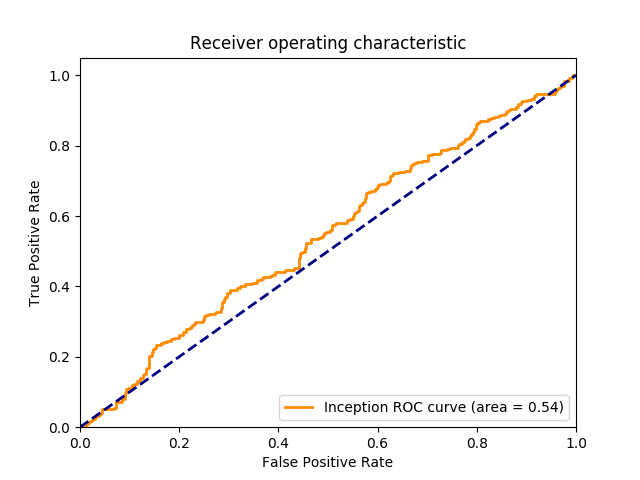 Receiver operating characteristic
1.0
0.8
0.6
0.4
0.2
0.0
True Positive Rate
Inception ROC curve (area = 0.54)
0.0 0.2 0.4 0.6 0.8 1.0
False Positive Rate